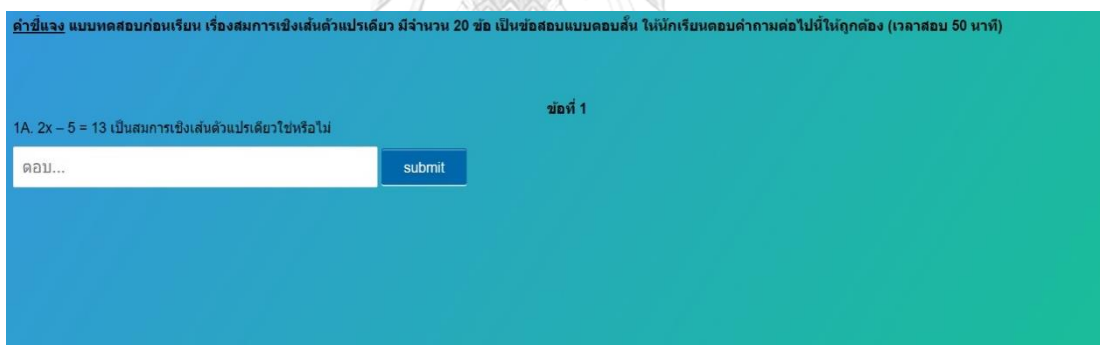 คำชี้แจง แบบทดสอบก่อนเรียน เรื่องสมการเชิงเส้นตัวแปรเดียว มีจำนวน 20 ข้อ เป็นข้อสอบแบบตอบสั้น ให้นักเรียนตอบคำถามต่อไปนี้ให้ถูกต้อง (เวลาสอบ 50 นาที)
ข้อที่ 1
1A. 2x – 5 = 13 เป็นสมการเชิงเส้นตัวแปรเดียวใช่หรือไม่
ตอบ... submit